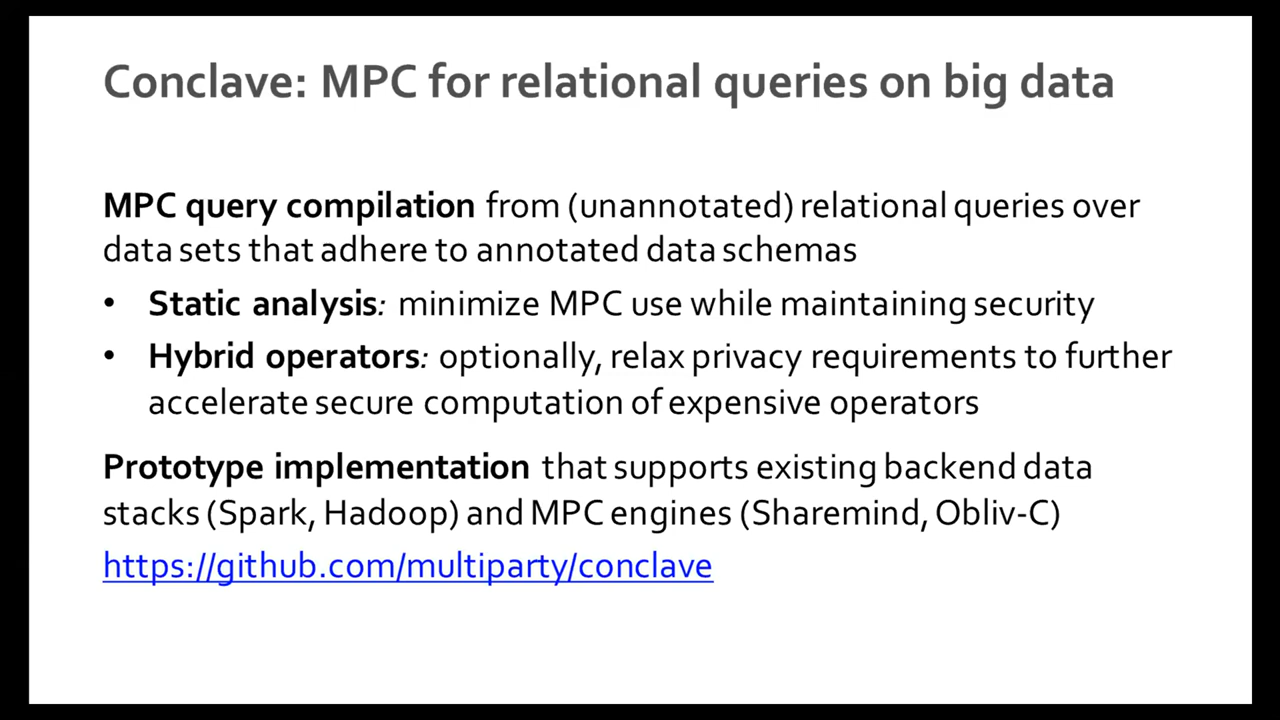 Conclave: MPC for relational queries on big data
MPC query compilation from (unannotated) relational queries over
data sets that adhere to annotated data schemas
• Static analysis: minimize MPC use while maintaining security
• Hybrid operators: optionally, relax privacy requirements to further
accelerate secure computation of expensive operators
Prototype implementation that supports existing backend data
stacks (Spark, Hadoop) and MPC engines (Sharemind, Obliv-C)
https://github.com/multiparty/conclave